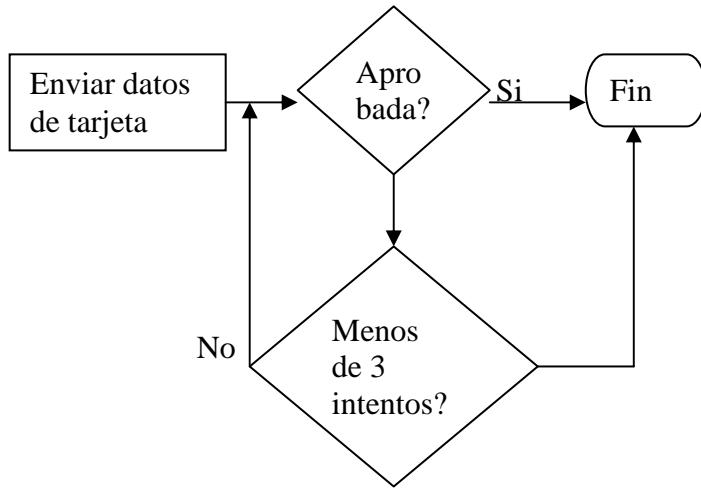 Enviar datos
de tarjeta
Apro
bada?
Si
Fin
No
Menos
de 3
intentos?